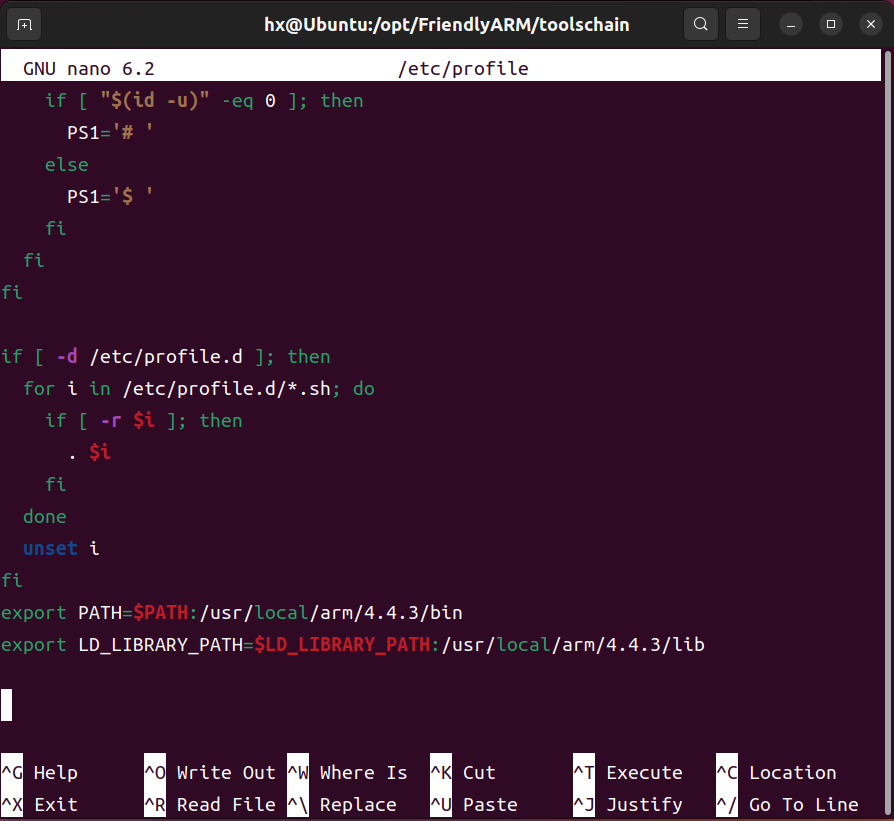 hx@Ubuntu:/opt/FriendlyARM/toolschain
GNU nano 6.2 /etc/profile
    if [ "$(id -u)" -eq 0 ]; then
      PS1='# '
    else
      PS1='$ '
    fi
  fi
fi

if [ -d /etc/profile.d ]; then
  for i in /etc/profile.d/*.sh; do
    if [ -r $i ]; then
      . $i
    fi
  done
  unset i
fi
export PATH=$PATH:/usr/local/arm/4.4.3/bin
export LD_LIBRARY_PATH=$LD_LIBRARY_PATH:/usr/local/arm/4.4.3/lib

^G Help ^O Write Out ^W Where Is ^K Cut ^T Execute ^C Location
^X Exit ^R Read File ^\ Replace ^U Paste ^J Justify ^/ Go To Line